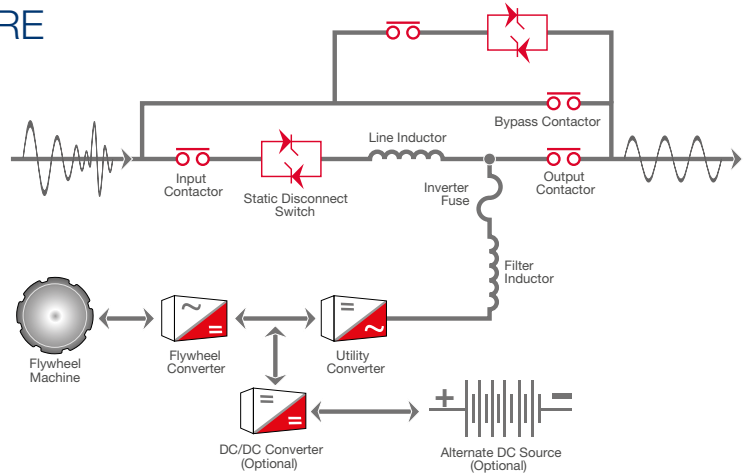 RE
Bypass Contactor
Line Inductor
Input
Contactor
Static Disconnect
Switch
Inverter
Fuse
Output
Contactor
Filter
Inductor
Flywheel
Machine
Flywheel
Converter
Utility
Converter
DC/DC Converter
(Optional)
+
Alternate DC Source
(Optional)